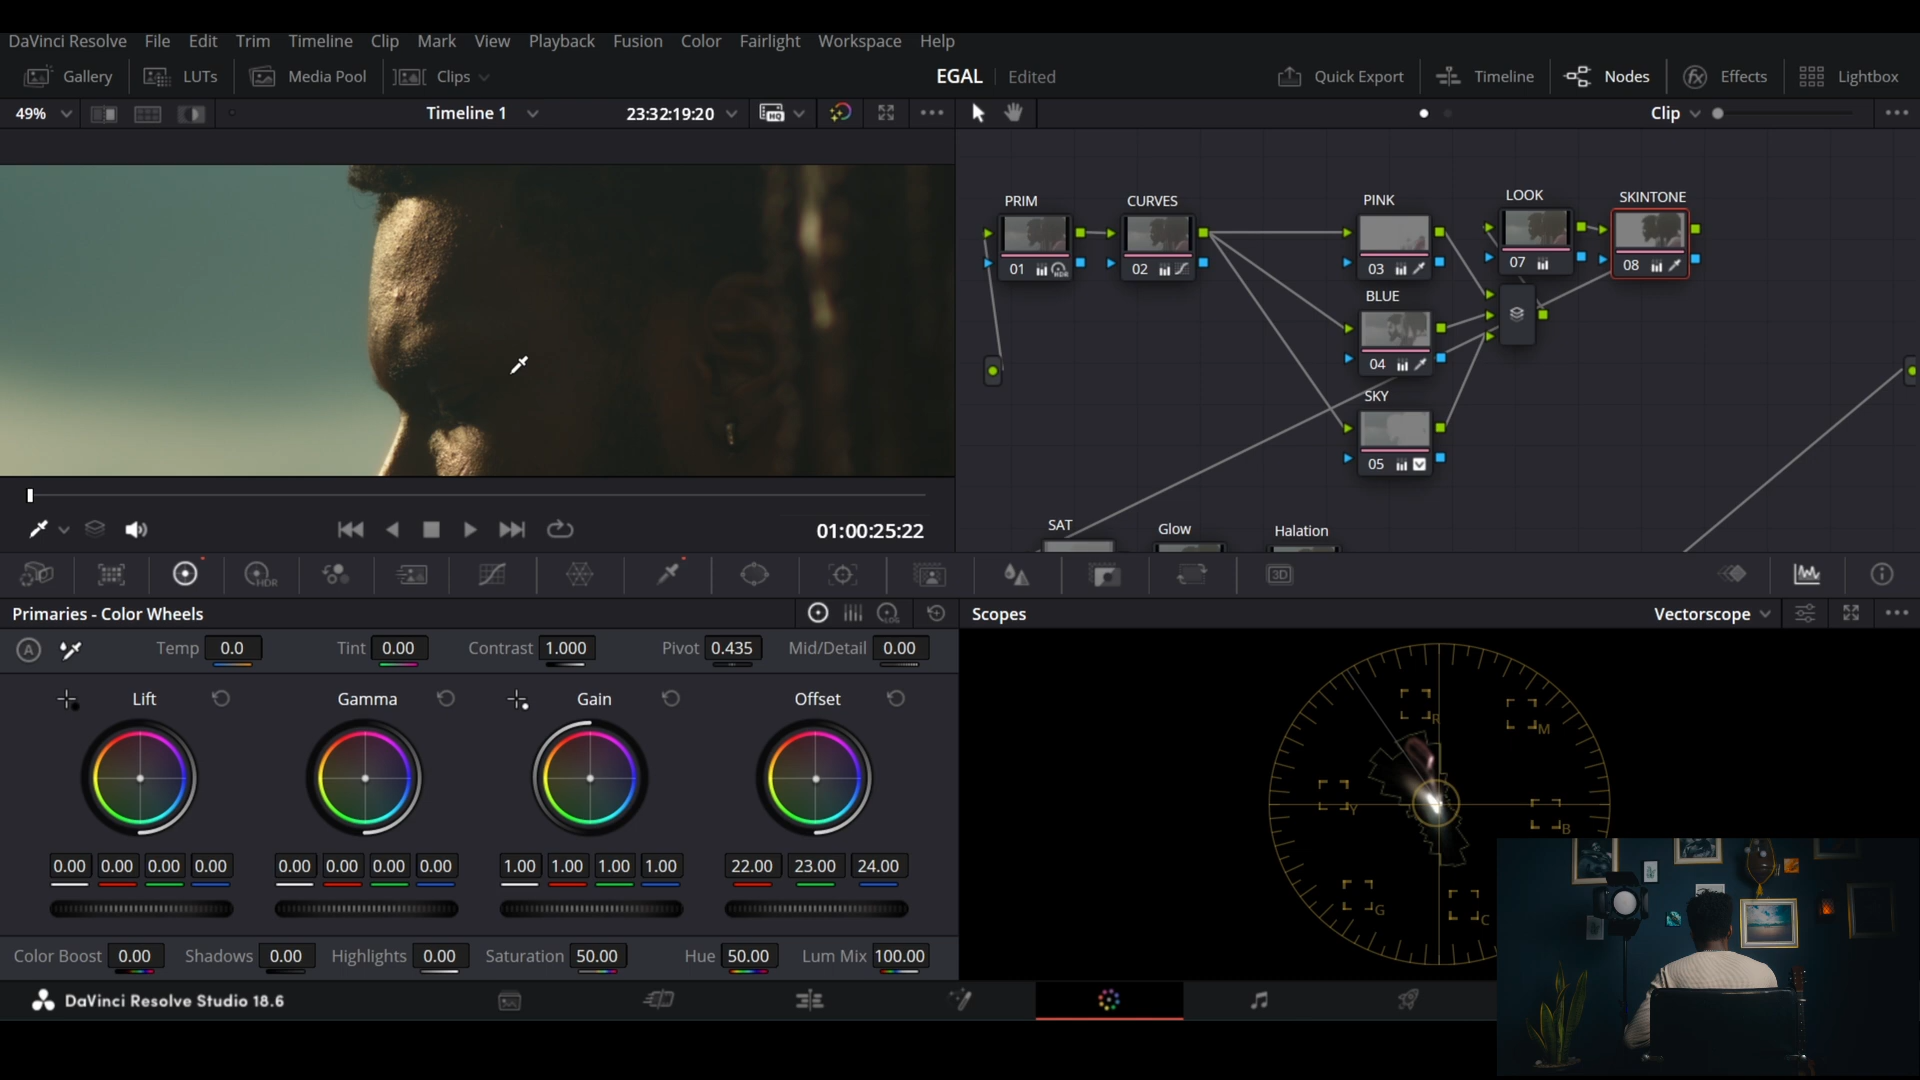 DaVinci Resolve File Edit Trim Timeline Clip Mark View Playback Fusion Color Fairlight Workspace Help
Gallery LUTs Media Pool Clips EGAL Edited Quick Export Timeline Nodes Effects Lightbox
49% Timeline 1 23:32:19:20 HQ Clip
PRIM CURVES PINK LOOK SKINTONE
01 02 03 07 08
BLUE
04
SKY
05
SAT Glow Halation
01:00:25:22
HDR 3D
Primaries - Color Wheels LOG Scopes Vectorscope
A Temp 0.0 Tint 0.00 Contrast 1.000 Pivot 0.435 Mid/Detail 0.00
Lift Gamma Gain Offset
R M
Y B
G C
0.00 0.00 0.00 0.00 0.00 0.00 0.00 0.00 1.00 1.00 1.00 1.00 22.00 23.00 24.00
Color Boost 0.00 Shadows 0.00 Highlights 0.00 Saturation 50.00 Hue 50.00 Lum Mix 100.00
DaVinci Resolve Studio 18.6